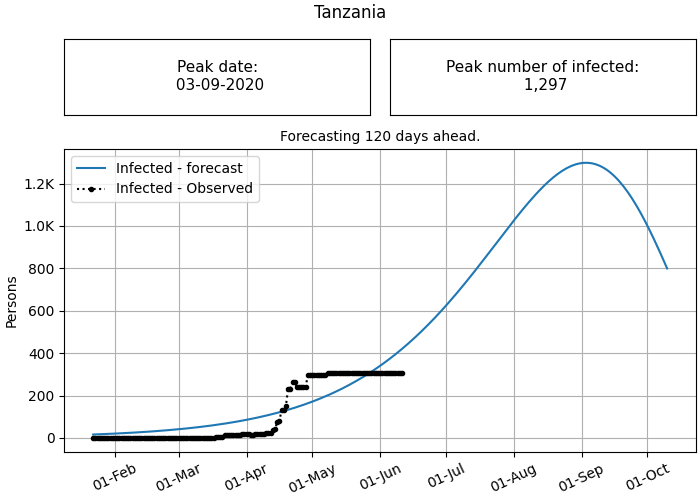 Tanzania
Peak date:
03-09-2020
Peak number of infected:
1,297
Forecasting 120 days ahead.
Infected - forecast
Infected - Observed
Persons
1.2K
1.0K
800
600
400
200
0
01-Feb
01-Mar
01-Apr
01-May
01-Jun
01-Jul
01-Aug
01-Sep
01-Oct